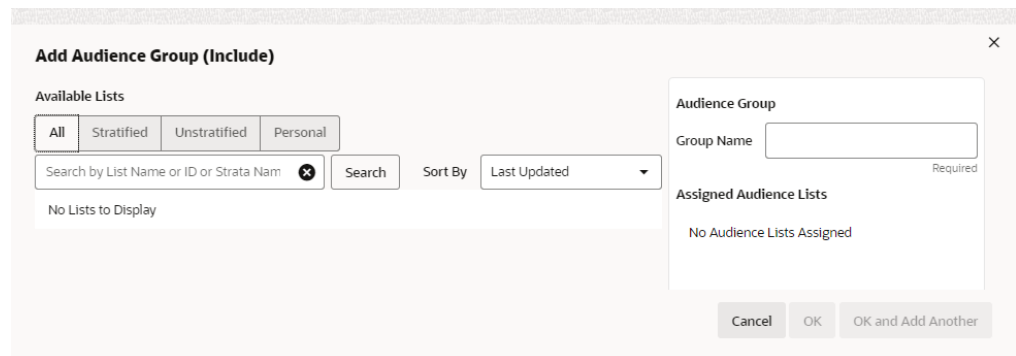 Add Audience Group (Include)
Available Lists
All Stratified Unstratified Personal
Search by List Name or ID or Strata Nam Search Sort By Last Updated
No Lists to Display
Audience Group
Group Name
Required
Assigned Audience Lists
No Audience Lists Assigned
Cancel OK OK and Add Another